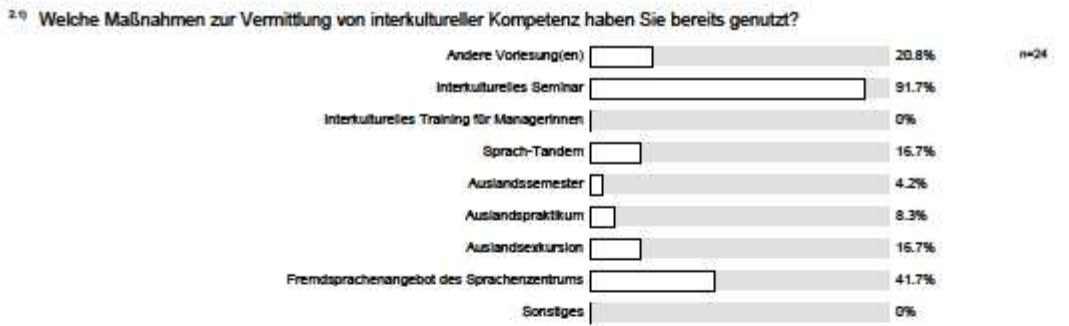 2.1) Welche Maßnahmen zur Vermittlung von interkultureller Kompetenz haben Sie bereits genutzt?
Andere Vorlesung(en) 20.8% n=24
Interkulturelles Seminar 91.7%
Interkulturelles Training für ManagerInnen 0%
Sprach-Tandem 16.7%
Auslandssemester 4.2%
Auslandspraktikum 8.3%
Auslandsexkursion 16.7%
Fremdsprachenangebot des Sprachenzentrums 41.7%
Sonstiges 0%